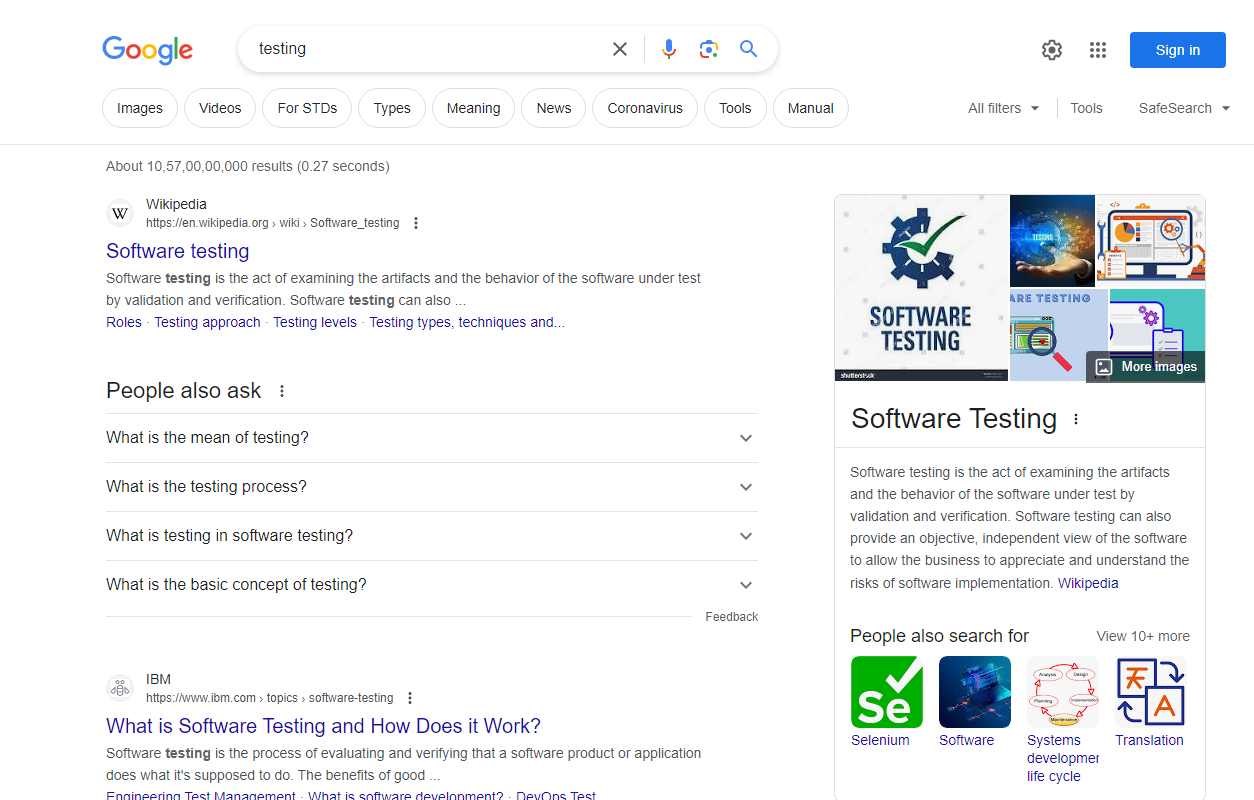 Google
testing
Sign in
Images
Videos
For STDs
Types
Meaning
News
Coronavirus
Tools
Manual
All filters
Tools
SafeSearch
About 10,57,00,00,000 results (0.27 seconds)
W
Wikipedia
https://en.wikipedia.org › wiki › Software_testing
Software testing
Software testing is the act of examining the artifacts and the behavior of the software under test
by validation and verification. Software testing can also ...
Roles · Testing approach · Testing levels · Testing types, techniques and...
People also ask
What is the mean of testing?
What is the testing process?
What is testing in software testing?
What is the basic concept of testing?
Feedback
IBM
https://www.ibm.com › topics › software-testing
What is Software Testing and How Does it Work?
Software testing is the process of evaluating and verifying that a software product or application
does what it's supposed to do. The benefits of good ...
Engineering Test Management · What is software development? · DevOps Test
SOFTWARE
TESTING
shutterstock
TESTING
ARE TESTING
More images
Software Testing
Software testing is the act of examining the artifacts
and the behavior of the software under test by
validation and verification. Software testing can also
provide an objective, independent view of the software
to allow the business to appreciate and understand the
risks of software implementation. Wikipedia
People also search for
View 10+ more
Se
Analysis
Design
Planning
Implementation
Maintenance
A
Selenium
Software
Systems
developmer
life cycle
Translation